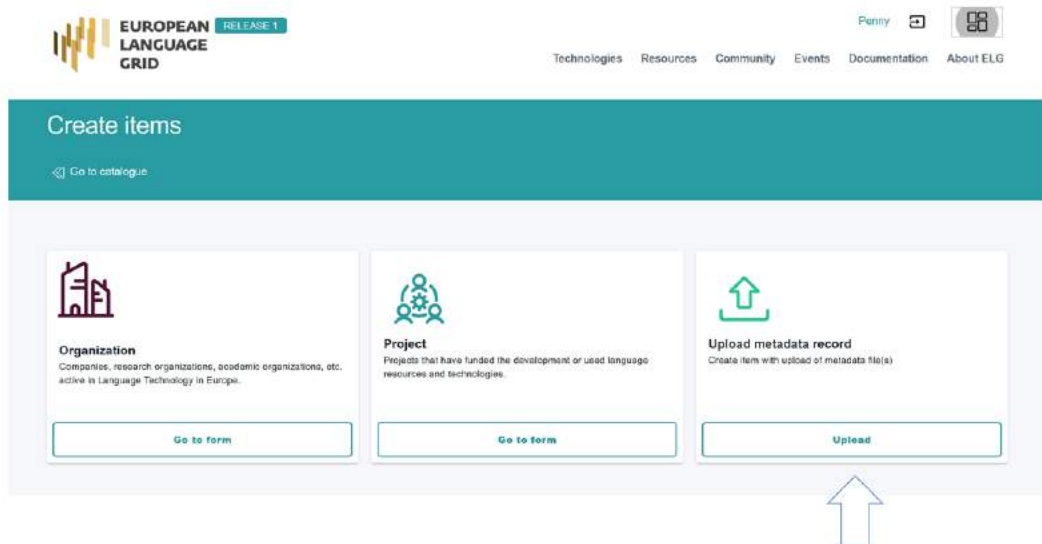 EUROPEAN RELEASE 1
LANGUAGE
GRID
Penny
Technologies Resources Community Events Documentation About ELG
Create items
Go to catalogue
Organization
Companies, research organizations, academic organizations, etc.
active in Language Technology in Europe.
Go to form
Project
Projects that have funded the development or used language
resources and technologies.
Go to form
Upload metadata record
Create item with upload of metadata file(s)
Upload